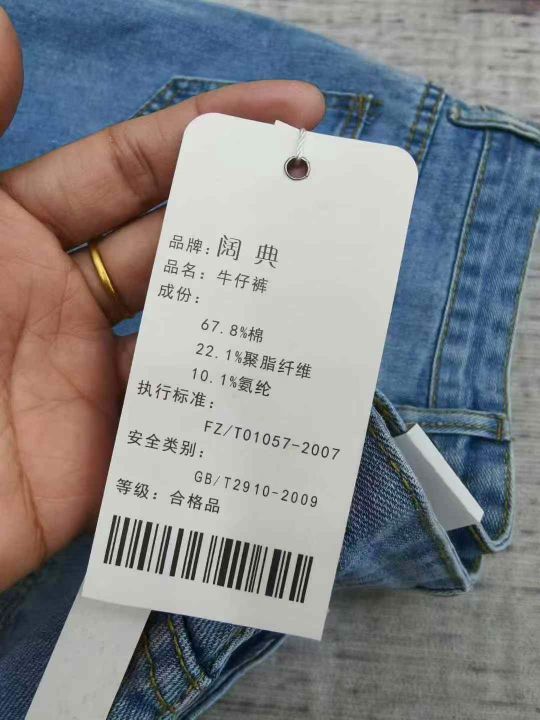 品牌:阔典
品名:牛仔裤
成份:
67.8%棉
22.1%聚脂纤维
10.1%氨纶
执行标准:
FZ/T01057-2007
安全类别:
GB/T2910-2009
等级:合格品